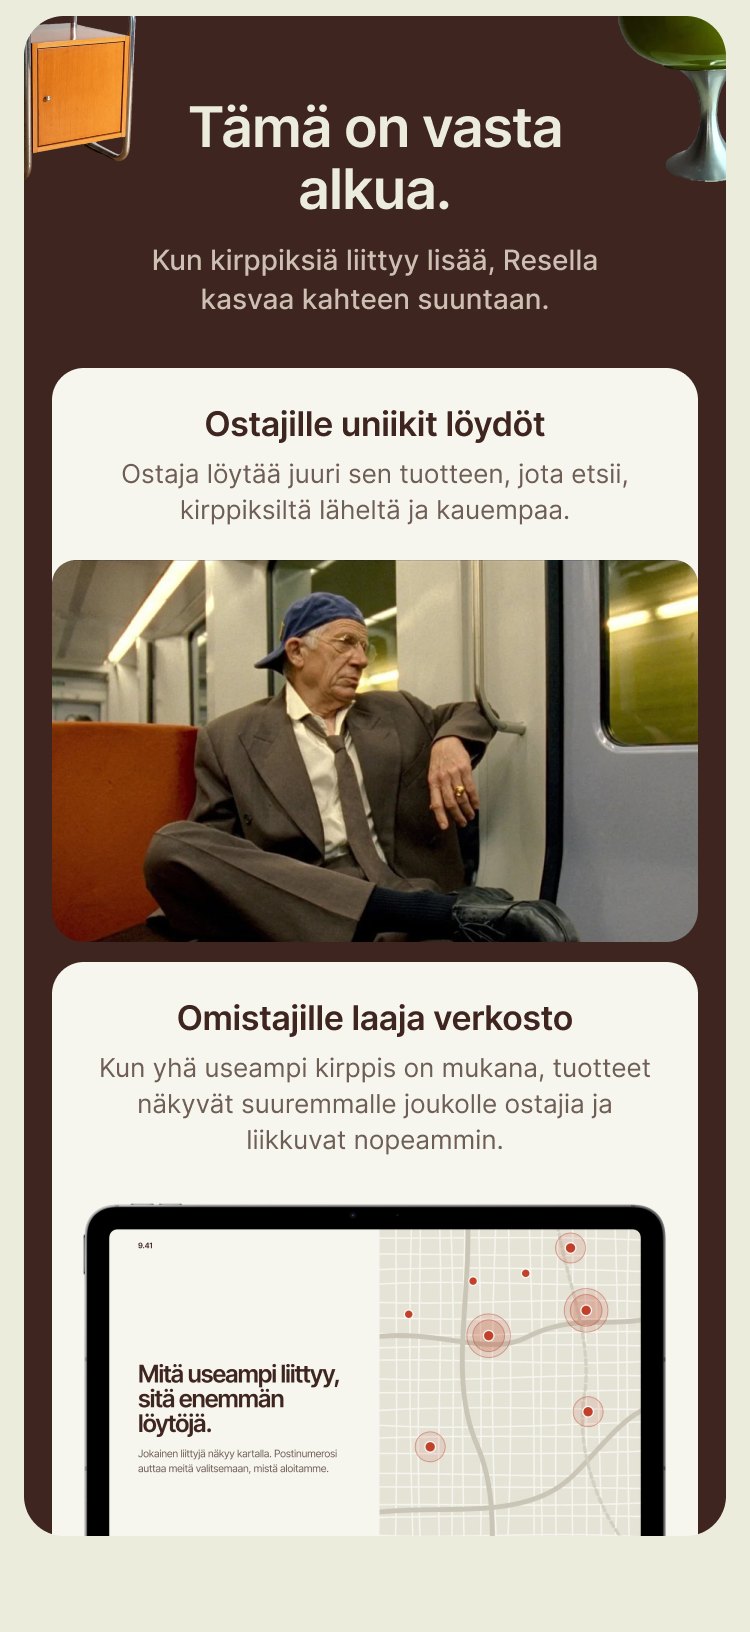 Tämä on vasta
alkua.
Kun kirppiksiä liittyy lisää, Resella
kasvaa kahteen suuntaan.
Ostajille uniikit löydöt
Ostaja löytää juuri sen tuotteen, jota etsii,
kirppiksiltä läheltä ja kauempaa.
Omistajille laaja verkosto
Kun yhä useampi kirppis on mukana, tuotteet
näkyvät suuremmalle joukolle ostajia ja
liikkuvat nopeammin.
9.41
Mitä useampi liittyy,
sitä enemmän
löytöjä.
Jokainen liittyjä näkyy kartalla. Postinumerosi
auttaa meitä valitsemaan, mistä aloitamme.